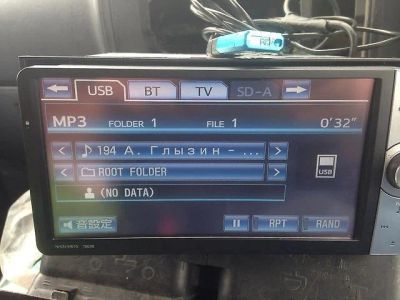 USB BT TV SD-A
MP3 FOLDER 1 FILE 1 0'32"
194 А. Глызин - ...
ROOT FOLDER
USB
(NO DATA)
音設定 RPT RAND